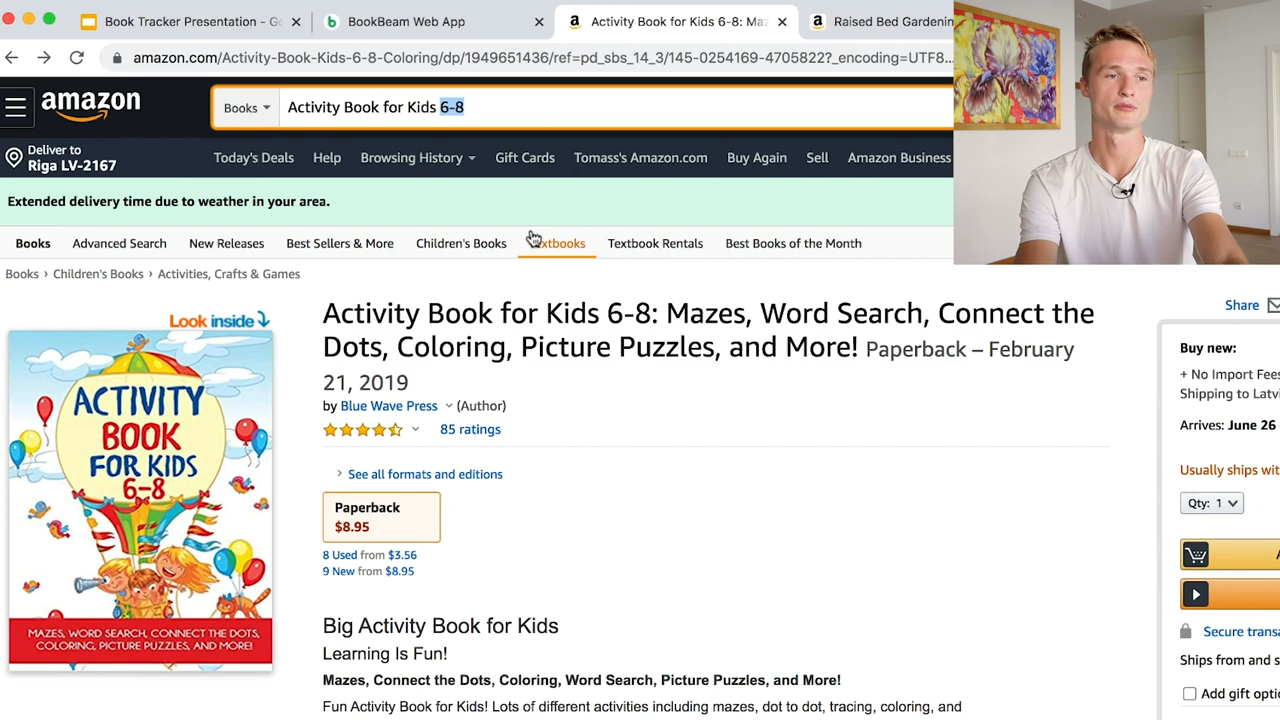 Book Tracker Presentation - Go
BookBeam Web App
Activity Book for Kids 6-8: Maz
Raised Bed Gardenin
amazon.com/Activity-Book-Kids-6-8-Coloring/dp/1949651436/ref=pd_sbs_14_3/145-0254169-4705822?_encoding=UTF8...
amazon
Books
Activity Book for Kids 6-8
Deliver to
Riga LV-2167
Today's Deals Help Browsing History Gift Cards Tomass's Amazon.com Buy Again Sell Amazon Business
Extended delivery time due to weather in your area.
Books Advanced Search New Releases Best Sellers & More Children's Books Textbooks Textbook Rentals Best Books of the Month
Books › Children's Books › Activities, Crafts & Games
Look inside
ACTIVITY
BOOK
FOR KIDS
6-8
MAZES, WORD SEARCH, CONNECT THE DOTS,
COLORING, PICTURE PUZZLES, AND MORE!
Activity Book for Kids 6-8: Mazes, Word Search, Connect the
Dots, Coloring, Picture Puzzles, and More! Paperback – February
21, 2019
by Blue Wave Press (Author)
85 ratings
See all formats and editions
Paperback
$8.95
8 Used from $3.56
9 New from $8.95
Big Activity Book for Kids
Learning Is Fun!
Mazes, Connect the Dots, Coloring, Word Search, Picture Puzzles, and More!
Fun Activity Book for Kids! Lots of different activities including mazes, dot to dot, tracing, coloring, and
Share
Buy new:
+ No Import Fees
Shipping to Latvi
Arrives: June 26
Usually ships wit
Qty: 1
Secure transa
Ships from and s
Add gift optio